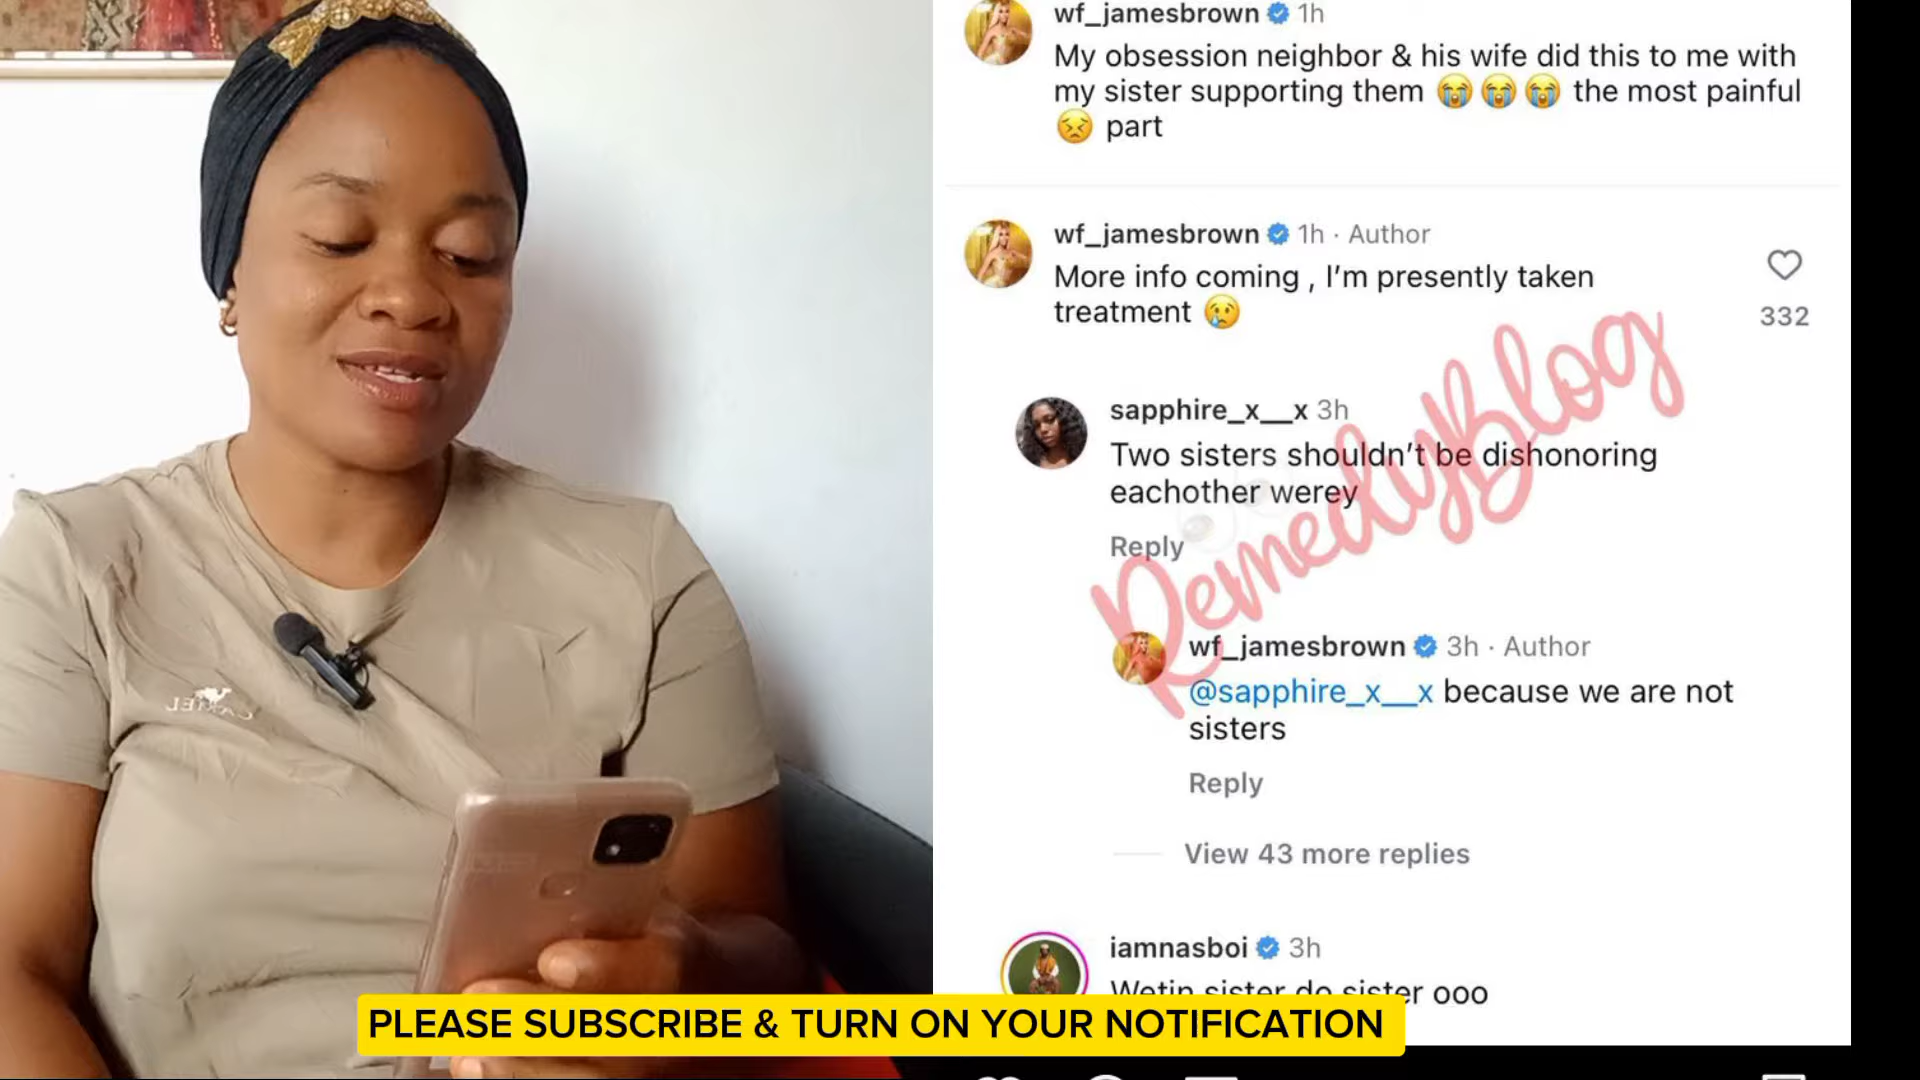 wf_jamesbrown 1h
My obsession neighbor & his wife did this to me with
my sister supporting them 😭😭😭 the most painful
😣 part
wf_jamesbrown 1h · Author
More info coming , I’m presently taken
treatment 😢
332
sapphire_x__x 3h
Two sisters shouldn’t be dishonoring
eachother werey
Reply
wf_jamesbrown 3h · Author
@sapphire_x__x because we are not
sisters
Reply
View 43 more replies
iamnasboi 3h
Wetin sister do sister ooo
RemedyBlog
CAMEL
PLEASE SUBSCRIBE & TURN ON YOUR NOTIFICATION